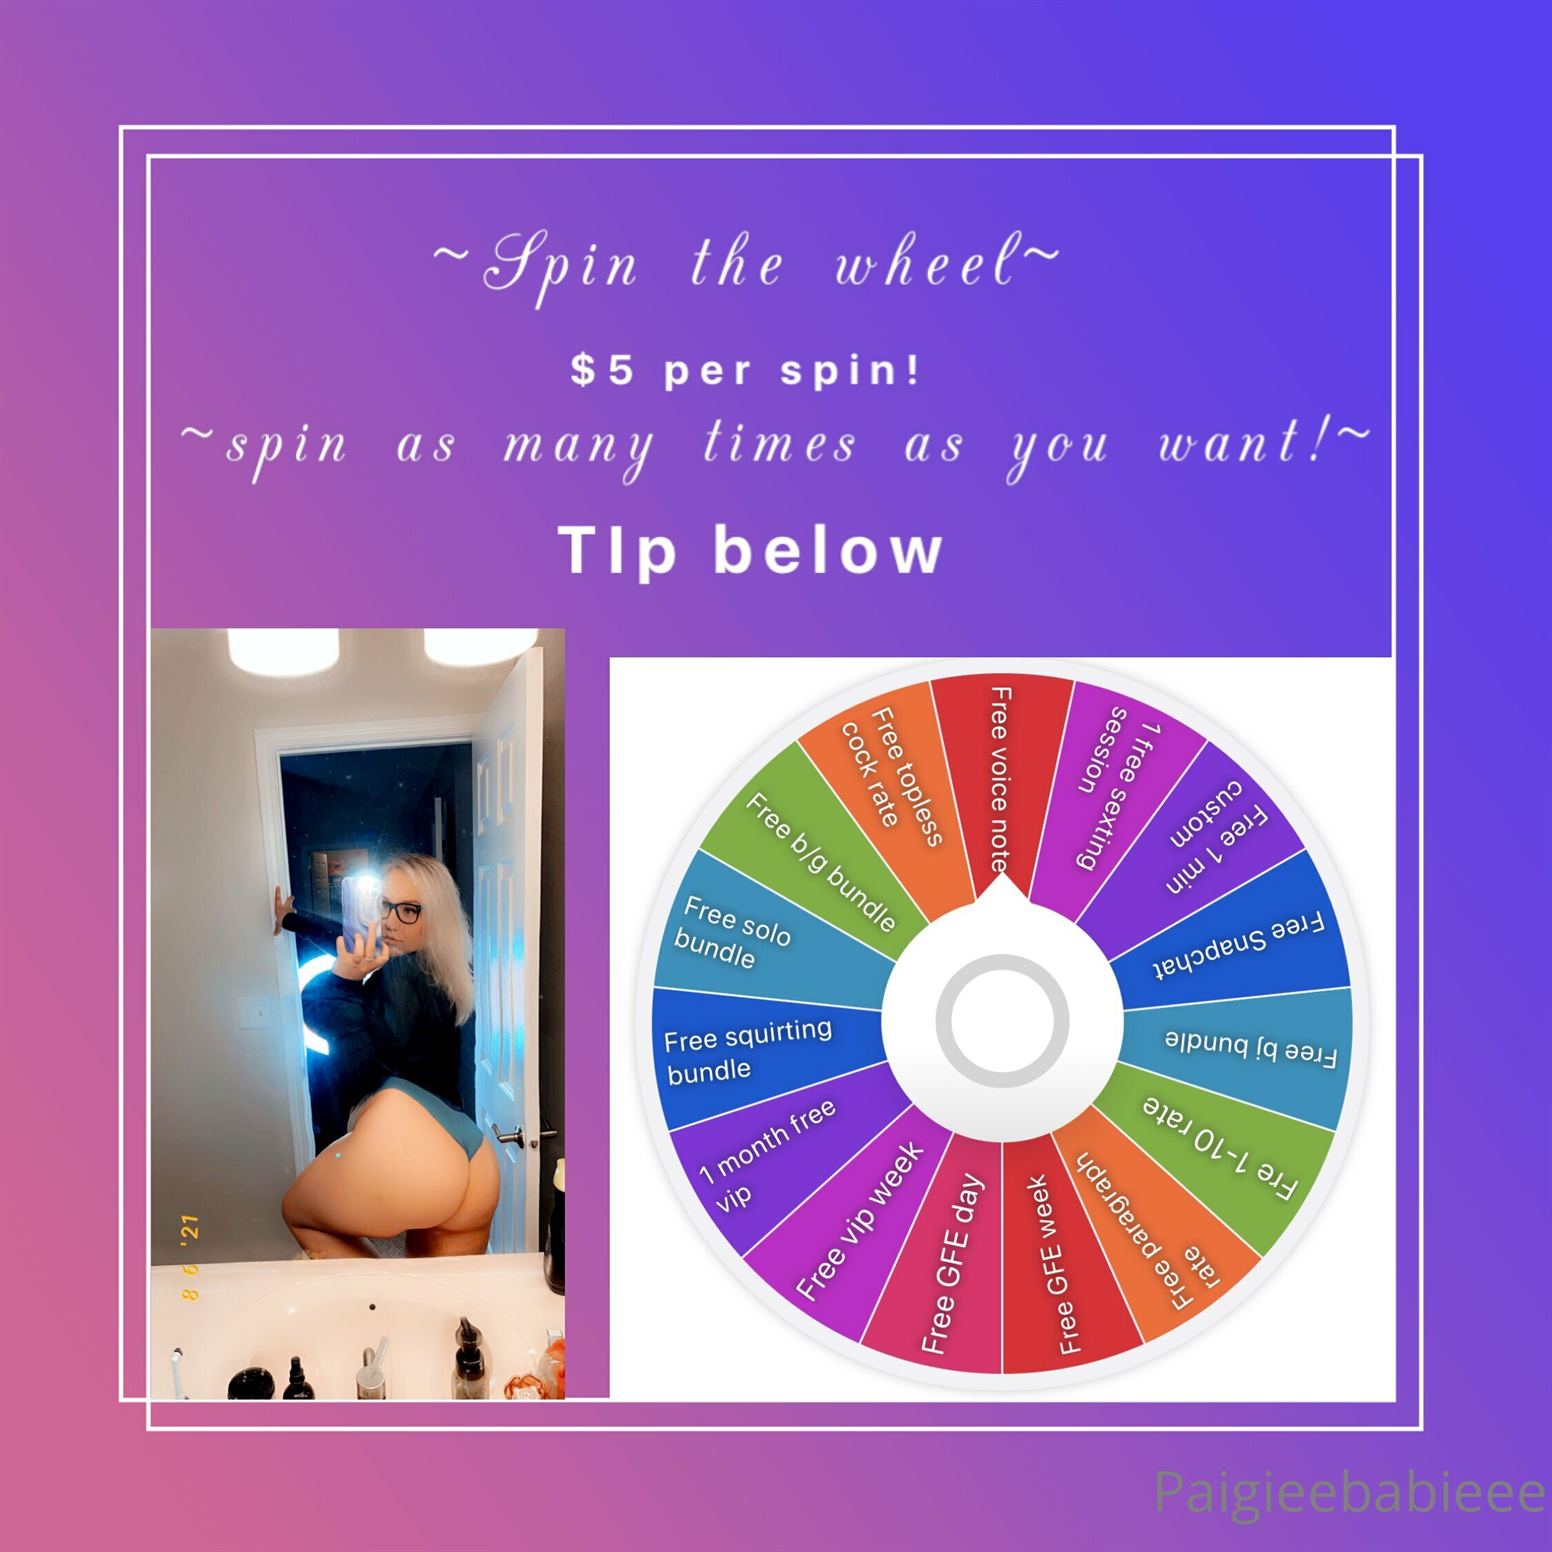 ~Spin the wheel~
$5 per spin!
~spin as many times as you want!~
TIp below
Free voice note
1 free sexting
session
Free 1 min
custom
Free Snapchat
Free bj bundle
Fre 1-10 rate
Free paragraph
rate
Free GFE week
Free GFE day
Free vip week
1 month free
vip
Free squirting
bundle
Free solo
bundle
Free b/g bundle
Free topless
cock rate
8 6 '21
Paigieebabieee